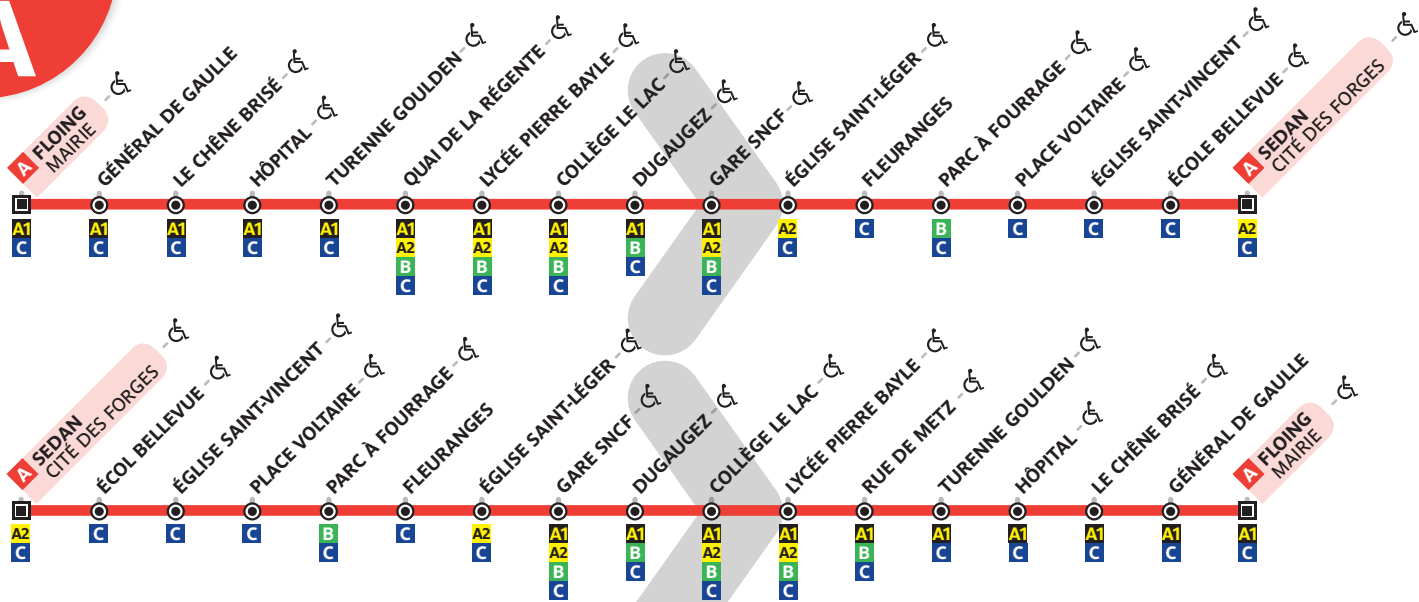 A
A FLOING
MAIRIE
GÉNÉRAL DE GAULLE
LE CHÊNE BRISÉ
HÔPITAL
TURENNE GOULDEN
QUAI DE LA RÉGENTE
LYCÉE PIERRE BAYLE
COLLÈGE LE LAC
DUGAUGEZ
GARE SNCF
ÉGLISE SAINT-LÉGER
FLEURANGES
PARC À FOURRAGE
PLACE VOLTAIRE
ÉGLISE SAINT-VINCENT
ÉCOLE BELLEVUE
A SEDAN
CITÉ DES FORGES
A1 A1 A1 A1 A1 A1 A1 A1 A1 A1 A2 C B C C C A2
C C C C C A2 A2 A2 B A2 C C C
B B B C B
C C C C
A SEDAN
CITÉ DES FORGES
ÉCOL BELLEVUE
ÉGLISE SAINT-VINCENT
PLACE VOLTAIRE
PARC À FOURRAGE
FLEURANGES
ÉGLISE SAINT-LÉGER
GARE SNCF
DUGAUGEZ
COLLÈGE LE LAC
LYCÉE PIERRE BAYLE
RUE DE METZ
TURENNE GOULDEN
HÔPITAL
LE CHÊNE BRISÉ
GÉNÉRAL DE GAULLE
A FLOING
MAIRIE
A2 C C C B C A2 A1 A1 A1 A1 A1 A1 A1 A1 A1 A1
C C C A2 B A2 A2 B C C C C C
B C B B C
C C C